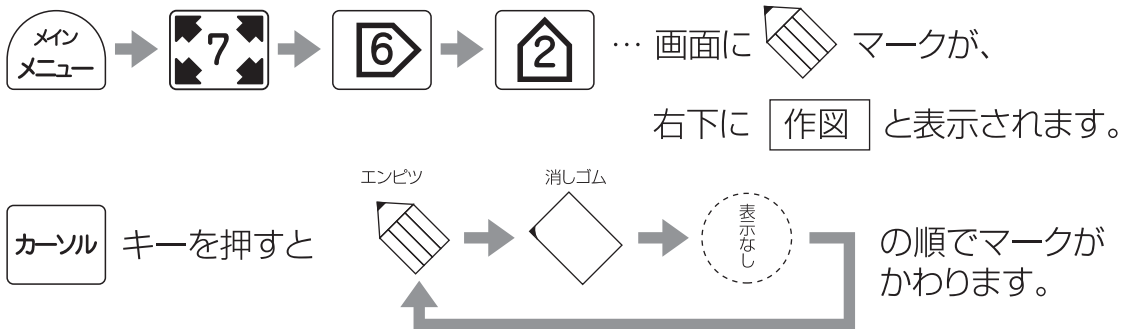 メイン
メニュー
7
6
2
… 画面に マークが、
右下に 作図 と表示されます。
エンピツ
消しゴム
カーソル キーを押すと
表示なし
の順でマークが
かわります。